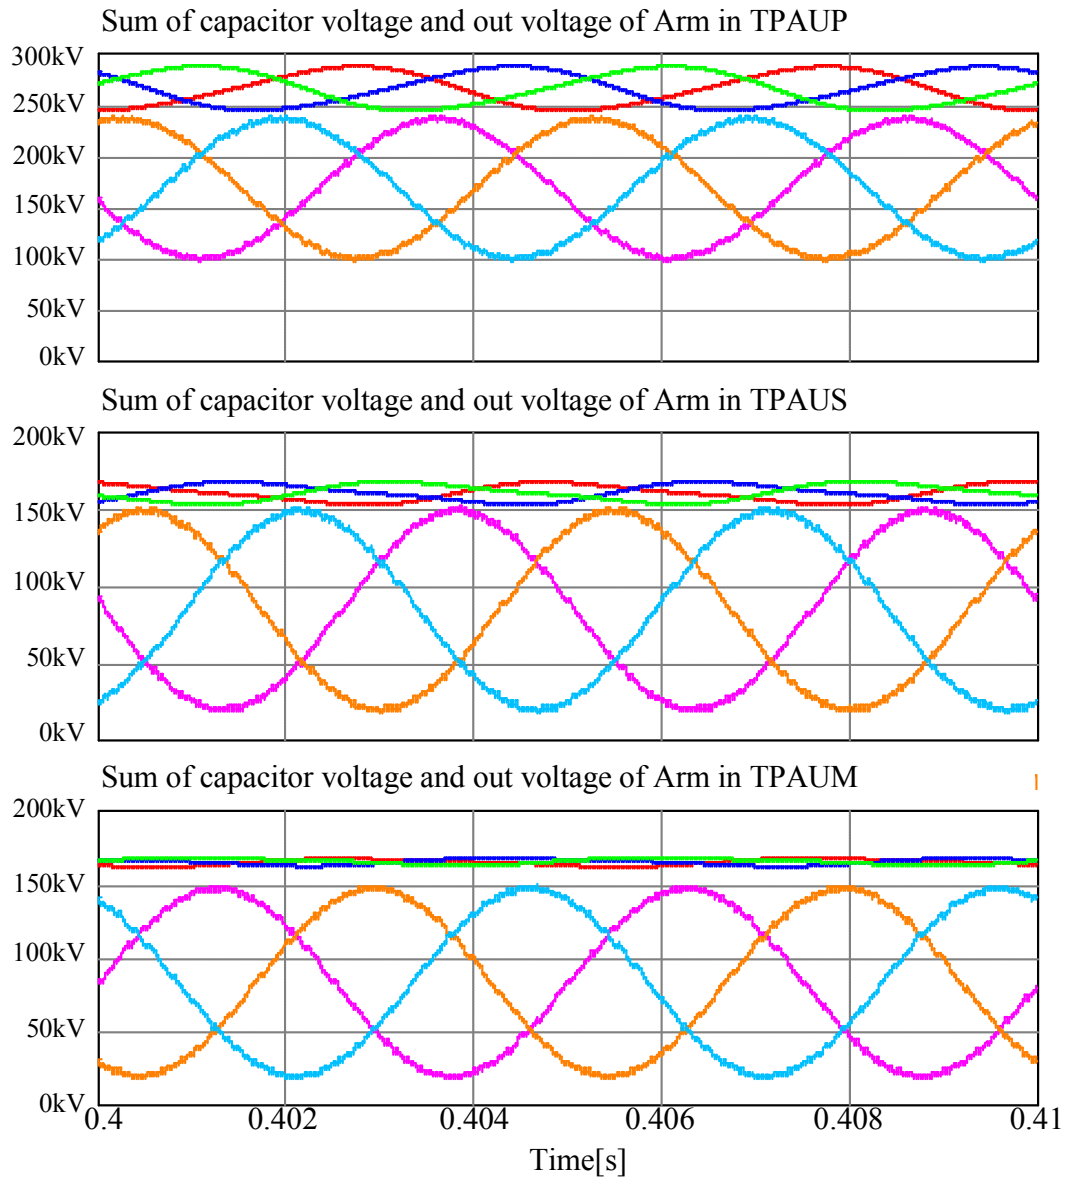 Sum of capacitor voltage and out voltage of Arm in TPAUP
300kV
250kV
200kV
150kV
100kV
50kV
0kV
Sum of capacitor voltage and out voltage of Arm in TPAUS
200kV
150kV
100kV
50kV
0kV
Sum of capacitor voltage and out voltage of Arm in TPAUM
200kV
150kV
100kV
50kV
0kV
0.4 0.402 0.404 0.406 0.408 0.41
Time[s]